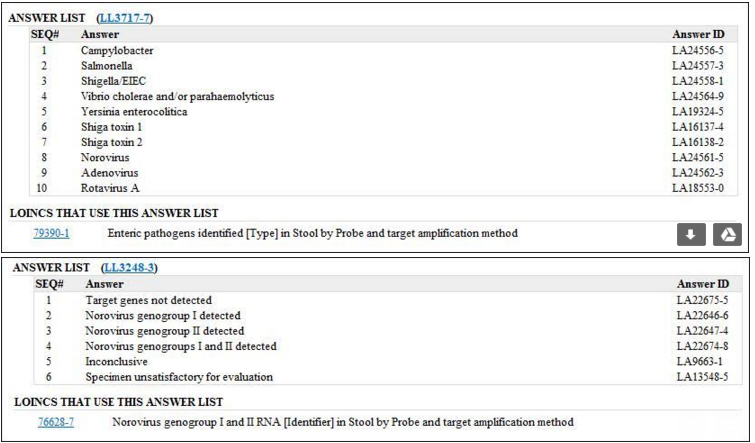 ANSWER LIST (LL3717-7)
SEQ# Answer Answer ID
1 Campylobacter LA24556-5
2 Salmonella LA24557-3
3 Shigella/EIEC LA24558-1
4 Vibrio cholerae and/or parahaemolyticus LA24564-9
5 Yersinia enterocolitica LA19324-5
6 Shiga toxin 1 LA16137-4
7 Shiga toxin 2 LA16138-2
8 Norovirus LA24561-5
9 Adenovirus LA24562-3
10 Rotavirus A LA18553-0
LOINCS THAT USE THIS ANSWER LIST
79390-1 Enteric pathogens identified [Type] in Stool by Probe and target amplification method
ANSWER LIST (LL3248-3)
SEQ# Answer Answer ID
1 Target genes not detected LA22675-5
2 Norovirus genogroup I detected LA22646-6
3 Norovirus genogroup II detected LA22647-4
4 Norovirus genogroups I and II detected LA22674-8
5 Inconclusive LA9663-1
6 Specimen unsatisfactory for evaluation LA13548-5
LOINCS THAT USE THIS ANSWER LIST
76628-7 Norovirus genogroup I and II RNA [Identifier] in Stool by Probe and target amplification method